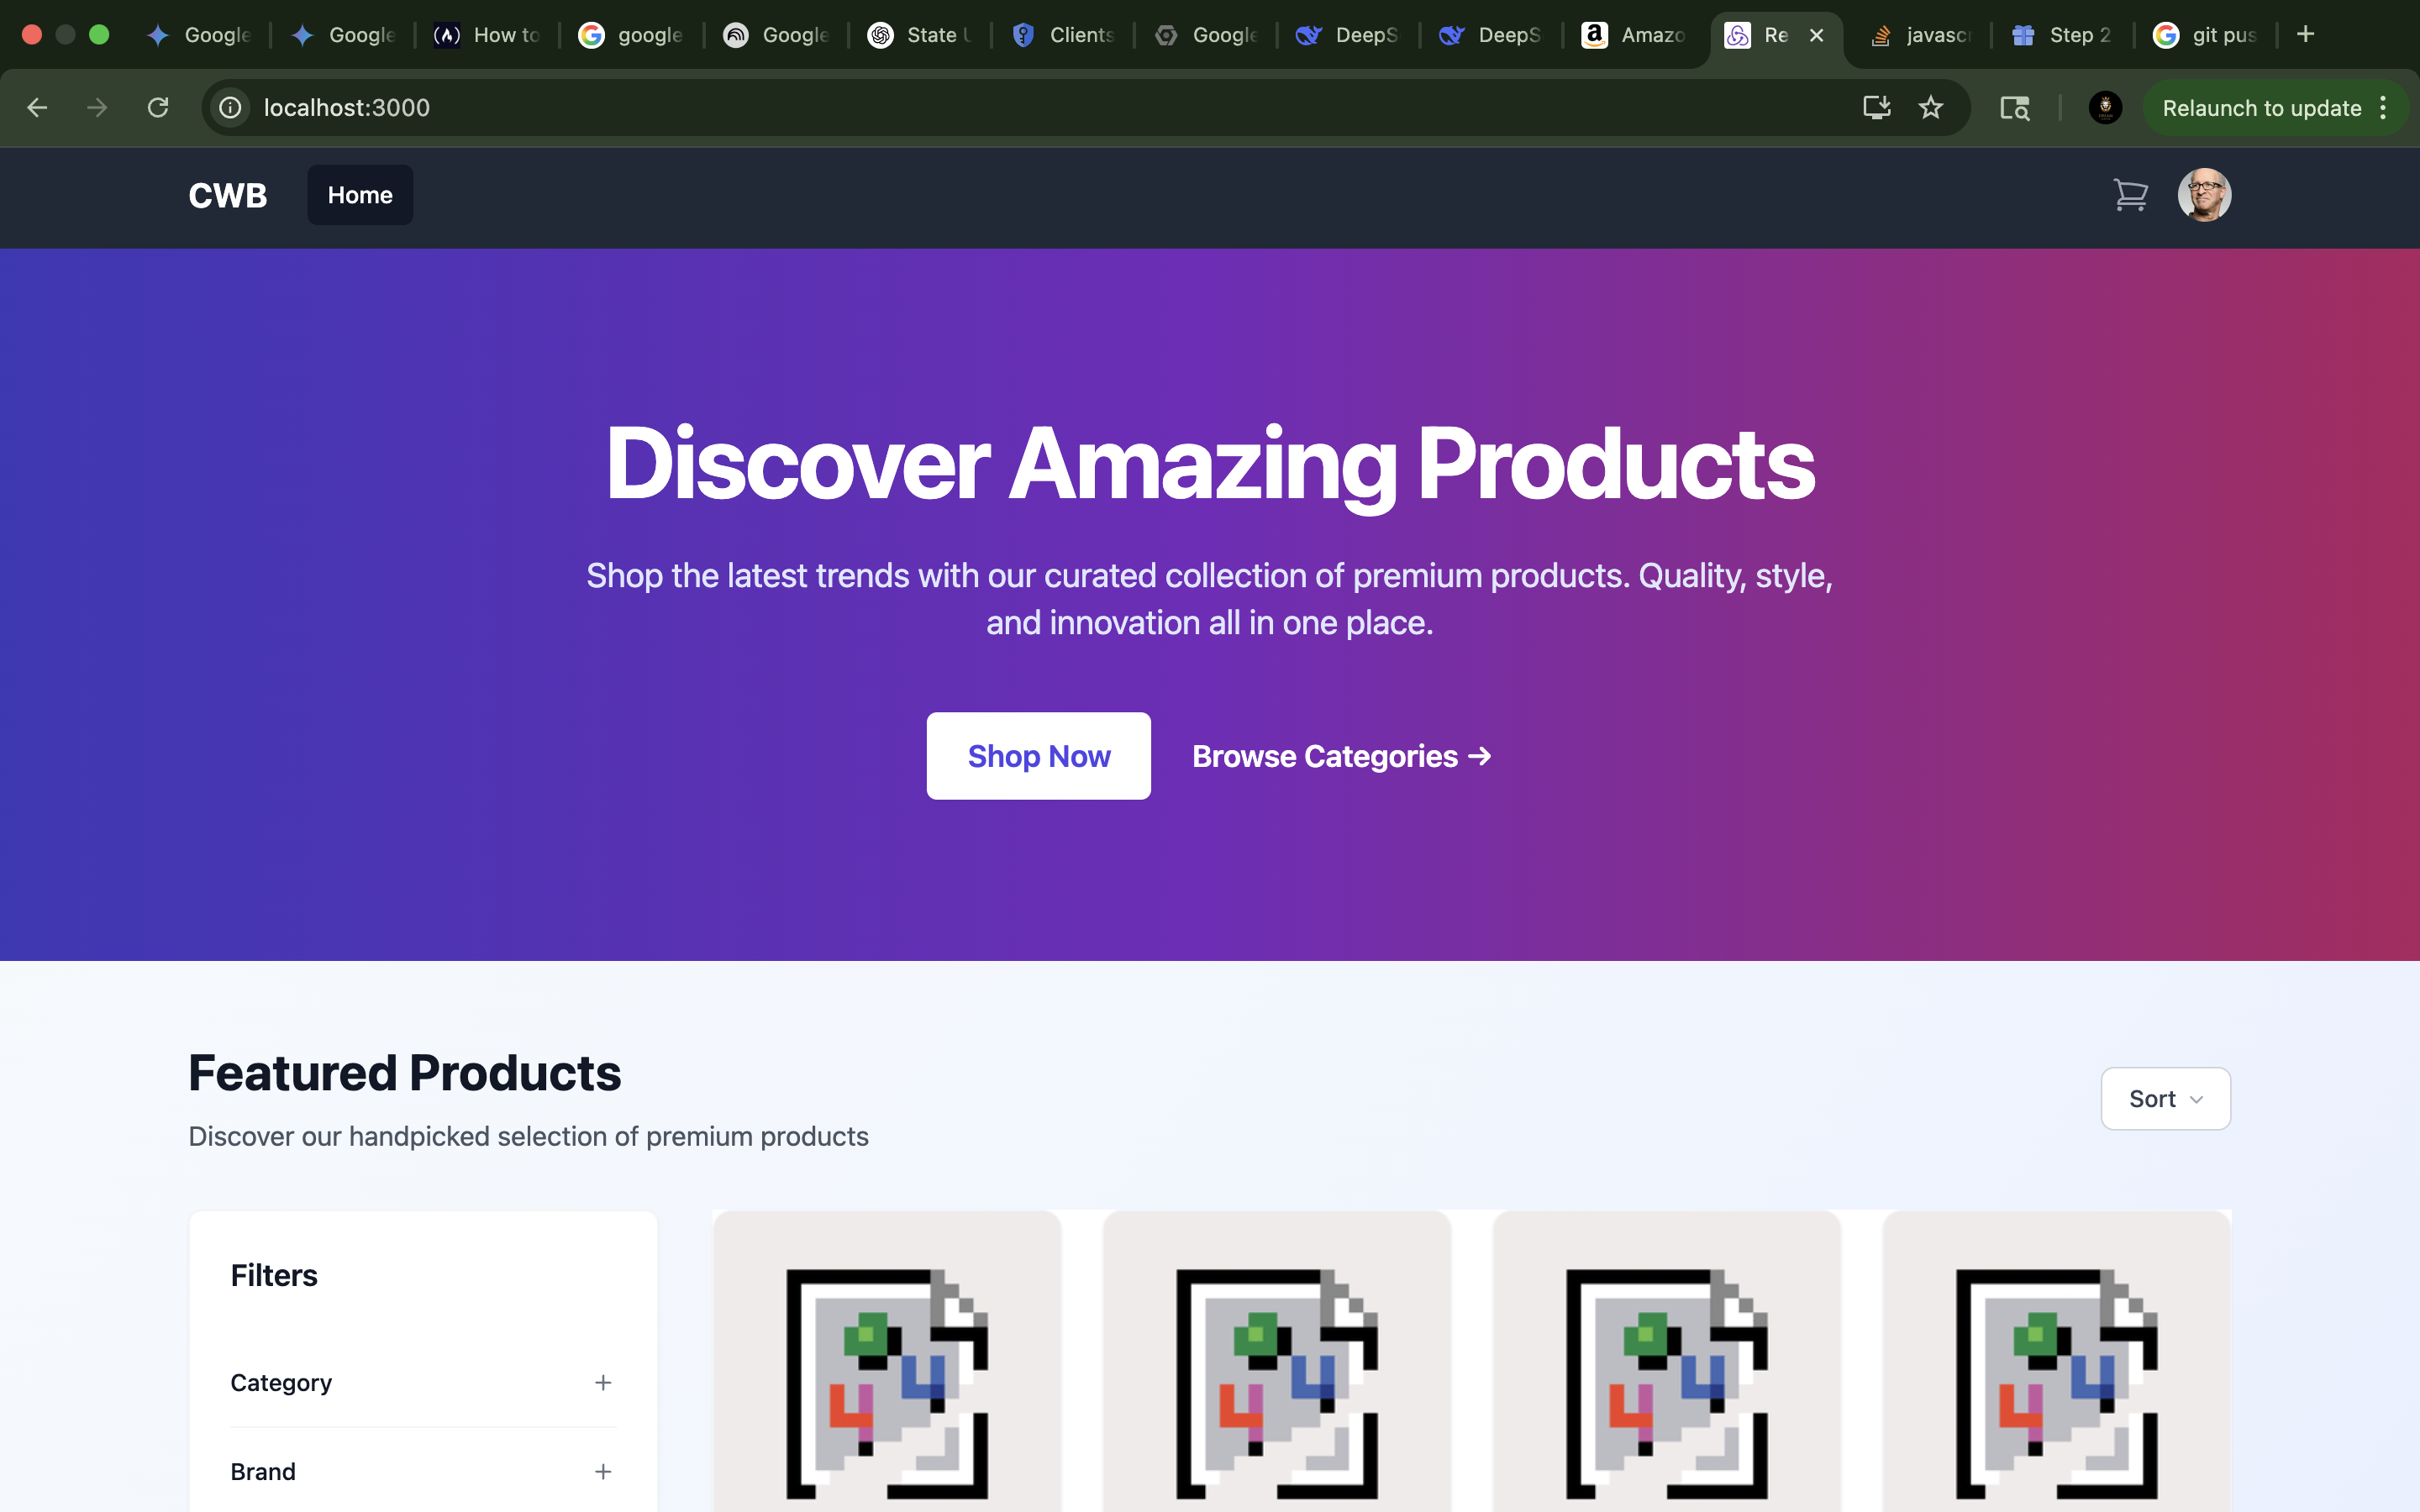 Google
Google
How to
google
Google
State U
Clients
Google
DeepS
DeepS
Amazo
Re
javascr
Step 2
git pus
localhost:3000
Relaunch to update
CWB
Home
Discover Amazing Products
Shop the latest trends with our curated collection of premium products. Quality, style,
and innovation all in one place.
Shop Now
Browse Categories →
Featured Products
Discover our handpicked selection of premium products
Sort
Filters
Category
Brand